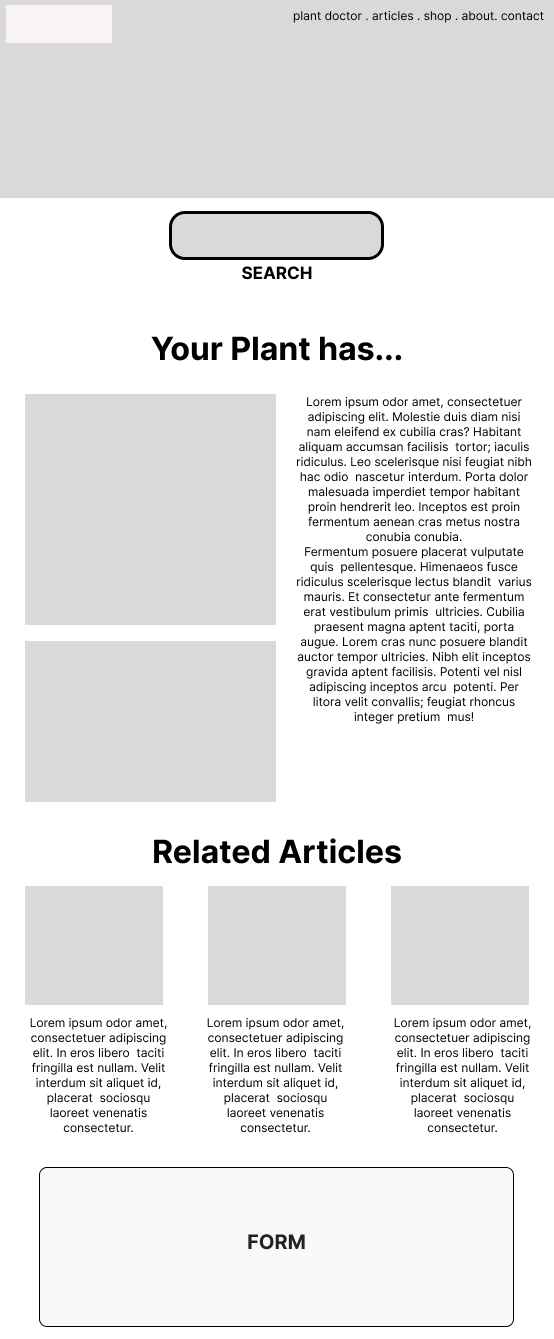 plant doctor . articles . shop . about. contact
SEARCH
Your Plant has...
Lorem ipsum odor amet, consectetuer
adipiscing elit. Molestie duis diam nisi
nam eleifend ex cubilia cras? Habitant
aliquam accumsan facilisis  tortor; iaculis
ridiculus. Leo scelerisque nisi feugiat nibh
hac odio  nascetur interdum. Porta dolor
malesuada imperdiet tempor habitant
proin hendrerit leo. Inceptos est proin
fermentum aenean cras metus nostra
conubia conubia.
Fermentum posuere placerat vulputate
quis  pellentesque. Himenaeos fusce
ridiculus scelerisque lectus blandit  varius
mauris. Et consectetur ante fermentum
erat vestibulum primis  ultricies. Cubilia
praesent magna aptent taciti, porta
augue. Lorem cras nunc posuere blandit
auctor tempor ultricies. Nibh elit inceptos
gravida aptent facilisis. Potenti vel nisl
adipiscing inceptos arcu  potenti. Per
litora velit convallis; feugiat rhoncus
integer pretium  mus!
Related Articles
Lorem ipsum odor amet,
consectetuer adipiscing
elit. In eros libero  taciti
fringilla est nullam. Velit
interdum sit aliquet id,
placerat  sociosqu
laoreet venenatis
consectetur.
Lorem ipsum odor amet,
consectetuer adipiscing
elit. In eros libero  taciti
fringilla est nullam. Velit
interdum sit aliquet id,
placerat  sociosqu
laoreet venenatis
consectetur.
Lorem ipsum odor amet,
consectetuer adipiscing
elit. In eros libero  taciti
fringilla est nullam. Velit
interdum sit aliquet id,
placerat  sociosqu
laoreet venenatis
consectetur.
FORM